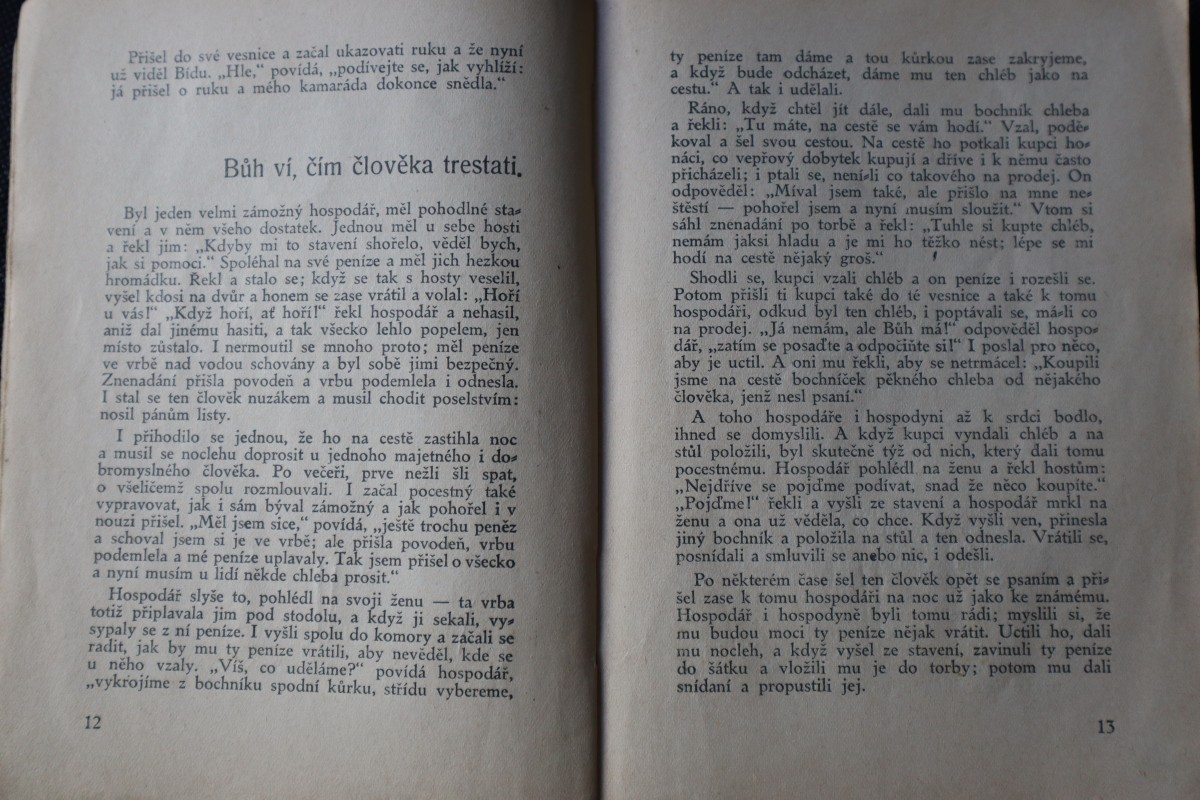 Přišel do své vesnice a začal ukazovati ruku a že nyní
už viděl Bídu. „Hle,“ povídá, „podívejte se, jak vyhlíží:
já přišel o ruku a mého kamaráda dokonce snědla.“
Bůh ví, čím člověka trestati.
Byl jeden velmi zámožný hospodář, měl pohodlné sta-
vení a v něm všeho dostatek. Jednou měl u sebe hosti
a řekl jim: „Kdyby mi to stavení shořelo, věděl bych,
jak si pomoci.“ Spoléhal na své peníze a měl jich hezkou
hromádku. Řekl a stalo se; když se tak s hosty veselil,
vyšel kdosi na dvůr a honem se zase vrátil a volal: „Hoří
u vás!“ „Když hoří, ať hoří!“ řekl hospodář a nehasil,
aniž dal jinému hasiti, a tak všecko lehlo popelem, jen
místo zůstalo. I nermoutil se mnoho proto; měl peníze
ve vrbě nad vodou schovány a byl sobě jimi bezpečný.
Znenadání přišla povodeň a vrbu podemlela i odnesla.
I stal se ten člověk nuzákem a musil chodit poselstvím:
nosil pánům listy.
I přihodilo se jednou, že ho na cestě zastihla noc
a musil se noclehu doprosit u jednoho majetného i do-
bromyslného člověka. Po večeři, prve nežli šli spat,
o všeličemž spolu rozmlouvali. I začal pocestný také
vypravovat, jak i sám býval zámožný a jak pohořel i v
nouzi přišel. „Měl jsem sice,“ povídá, „ještě trochu peněz
a schoval jsem si je ve vrbě; ale přišla povodeň, vrbu
podemlela a mé peníze uplavaly. Tak jsem přišel o všecko
a nyní musím u lidí někde chleba prosit.“
Hospodář slyše to, pohlédl na svoji ženu — ta vrba
totiž připlavala jim pod stodolu, a když ji sekali, vy-
sypaly se z ní peníze. I vyšli spolu do komory a začali se
radit, jak by mu ty peníze vrátili, aby nevěděl, kde se
u něho vzaly. „Víš, co uděláme?“ povídá hospodář,
„vykrojíme z bochníku spodní kůrku, střídu vybereme,
12
ty peníze tam dáme a tou kůrkou zase zakryjeme,
a když bude odcházet, dáme mu ten chléb jako na
cestu.“ A tak i udělali.
Ráno, když chtěl jít dále, dali mu bochník chleba
a řekli: „Tu máte, na cestě se vám hodí.“ Vzal, podě-
koval a šel svou cestou. Na cestě ho potkali kupci ho-
náci, co vepřový dobytek kupují a dříve i k němu často
přicházeli; i ptali se, není-li co takového na prodej. On
odpověděl: „Míval jsem také, ale přišlo na mne ne-
štěstí — pohořel jsem a nyní musím sloužit.“ Vtom si
sáhl znenadání po torbě a řekl: „Tuhle si kupte chléb,
nemám jaksi hladu a je mi ho těžko nést; lépe se mi
hodí na cestě nějaký groš.“
Shodli se, kupci vzali chléb a on peníze i rozešli se.
Potom přišli ti kupci také do té vesnice a také k tomu
hospodáři, odkud byl ten chléb, i poptávali se, má-li co
na prodej. „Já nemám, ale Bůh má!“ odpověděl hospo-
dář, „zatím se posaďte a odpočiňte si!“ I poslal pro něco,
aby je uctil. A oni mu řekli, aby se netrmácel: „Koupili
jsme na cestě bochníček pěkného chleba od nějakého
člověka, jenž nesl psaní.“
A toho hospodáře i hospodyni až k srdci bodlo,
ihned se domyslili. A když kupci vyndali chléb a na
stůl položili, byl skutečně týž od nich, který dali tomu
pocestnému. Hospodář pohlédl na ženu a řekl hostům:
„Nejdříve se pojďme podívat, snad že něco koupíte.“
„Pojďme!“ řekli a vyšli ze stavení a hospodář mrkl na
ženu a ona už věděla, co chce. Když vyšli ven, přinesla
jiný bochník a položila na stůl a ten odnesla. Vrátili se,
posnídali a smluvili se anebo nic, i odešli.
Po některém čase šel ten člověk opět se psaním a při-
šel zase k tomu hospodáři na noc už jako ke známému.
Hospodář i hospodyně byli tomu rádi; myslili si, že
mu budou moci ty peníze nějak vrátit. Uctili ho, dali
mu nocleh, a když vyšel ze stavení, zavinuli ty peníze
do šátku a vložili mu je do torby; potom mu dali
snídaní a propustili jej.
13